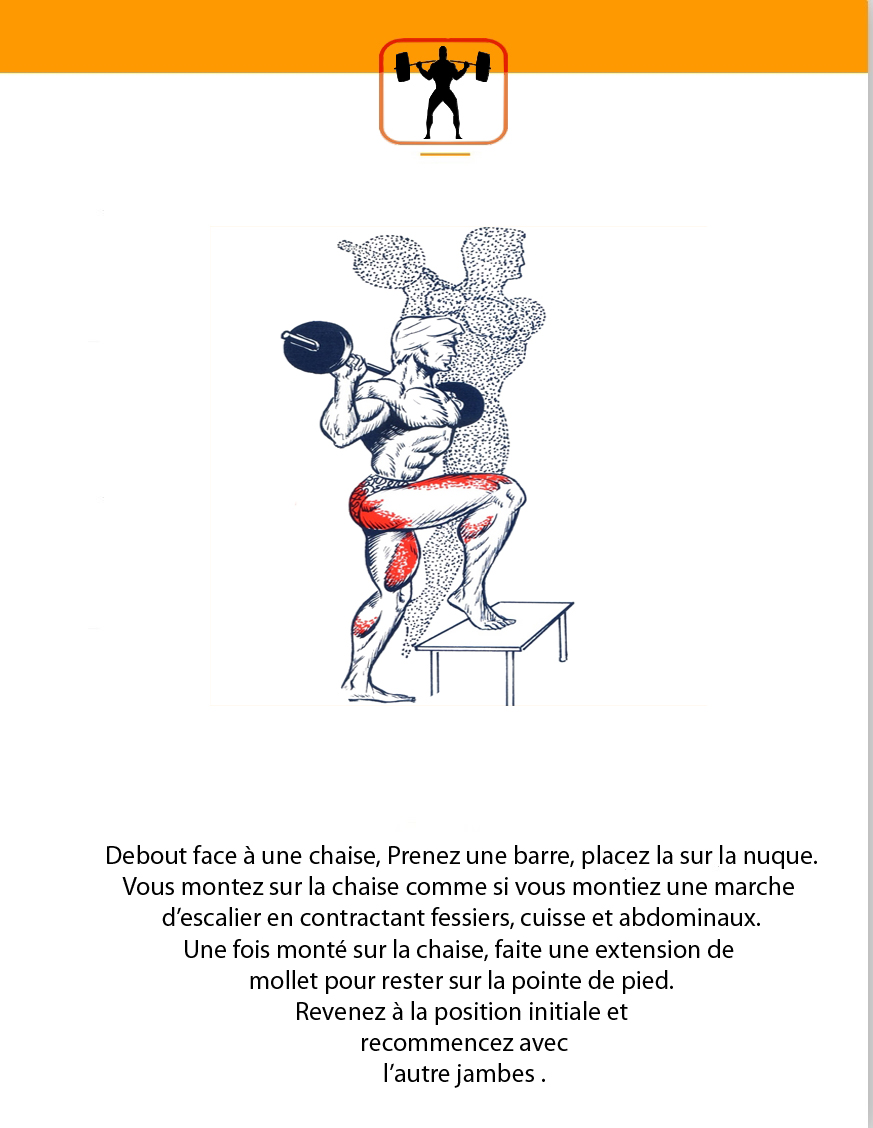 Debout face à une chaise, Prenez une barre, placez la sur la nuque.
Vous montez sur la chaise comme si vous montiez une marche
d’escalier en contractant fessiers, cuisse et abdominaux.
Une fois monté sur la chaise, faite une extension de
mollet pour rester sur la pointe de pied.
Revenez à la position initiale et
recommencez avec
l’autre jambes .